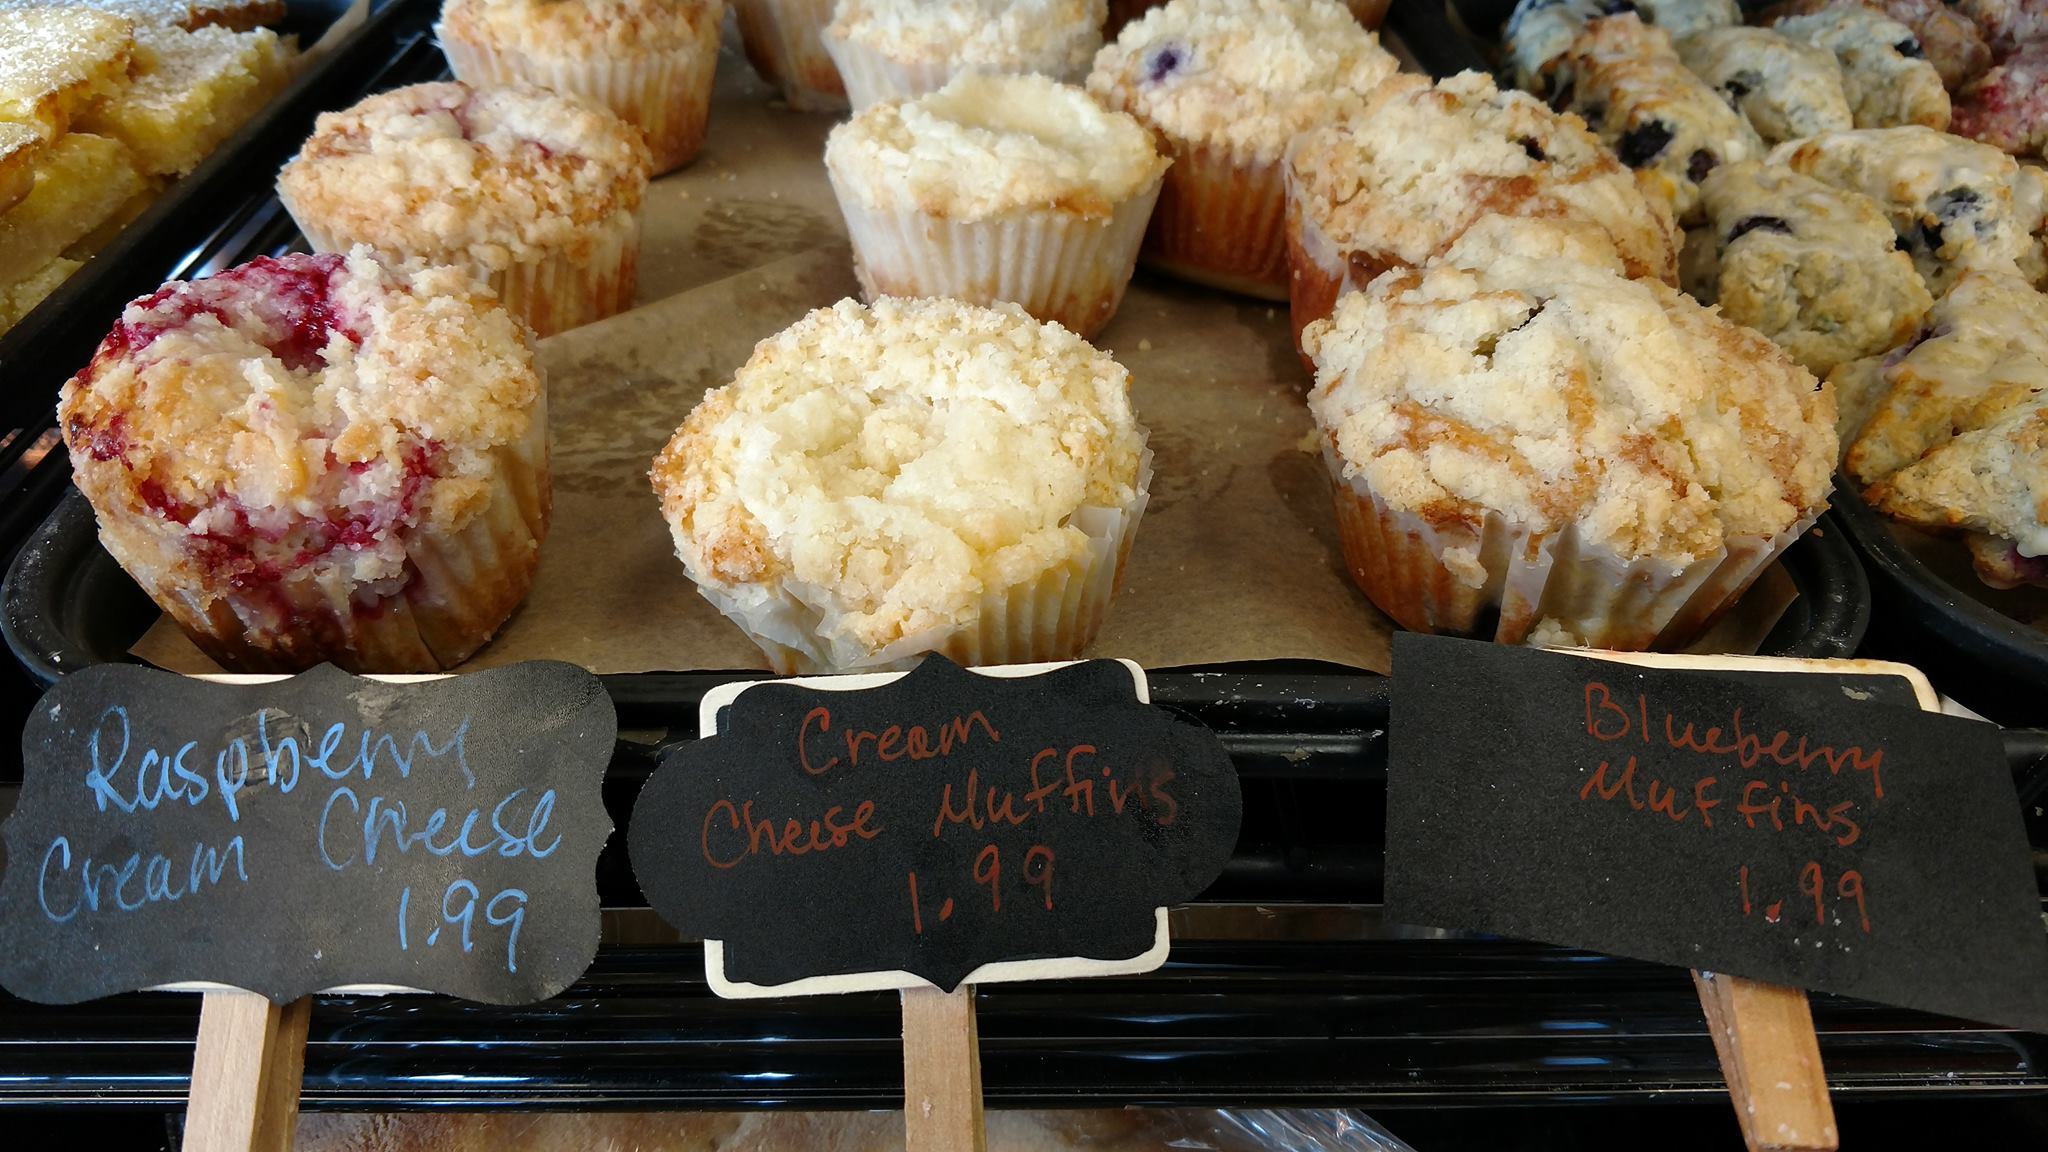 Raspberry
Cream Cheese
1.99
Cream
Cheese Muffins
1.99
Blueberry
Muffins
1.99